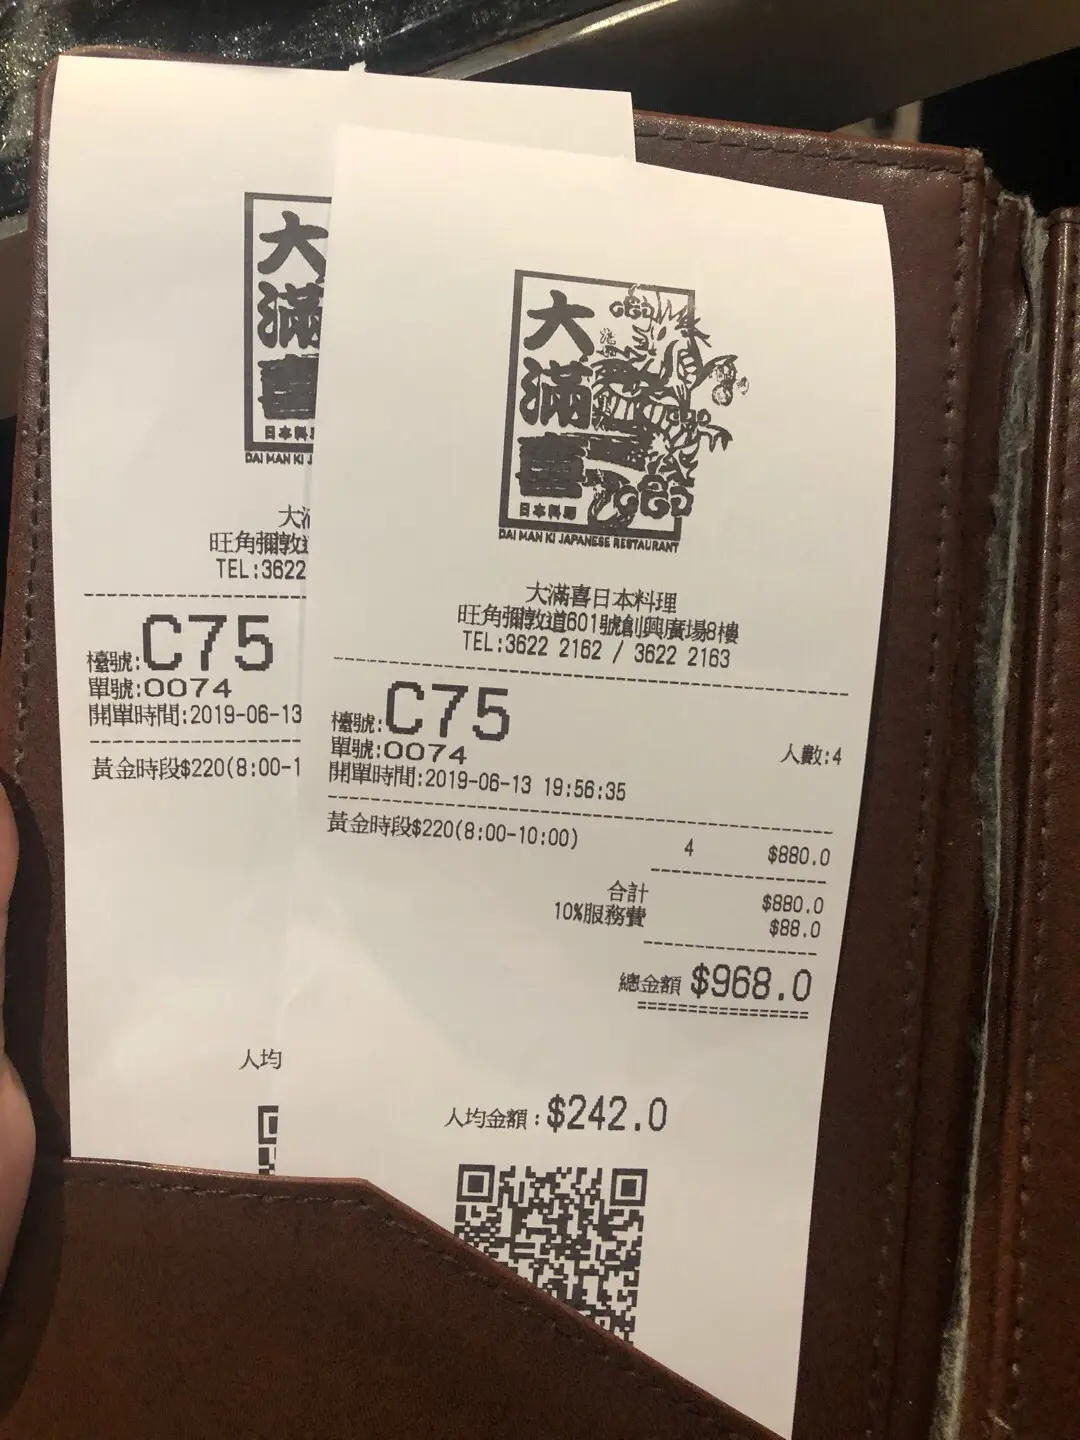 大
滿
喜
日本料
DAI MAN KI J
大滿
旺角彌敦道
TEL:3622
檯號:C75
單號:0074
開單時間:2019-06-13
黃金時段$220(8:00-1
人均
大
滿
喜
日本料理
DAI MAN KI JAPANESE RESTAURANT
大滿喜日本料理
旺角彌敦道601號創興廣場8樓
TEL:3622 2162 / 3622 2163
檯號:C75
單號:0074 人數:4
開單時間:2019-06-13 19:56:35
黃金時段$220(8:00-10:00) 4 $880.0
合計 $880.0
10%服務費 $88.0
總金額 $968.0
人均金額:$242.0